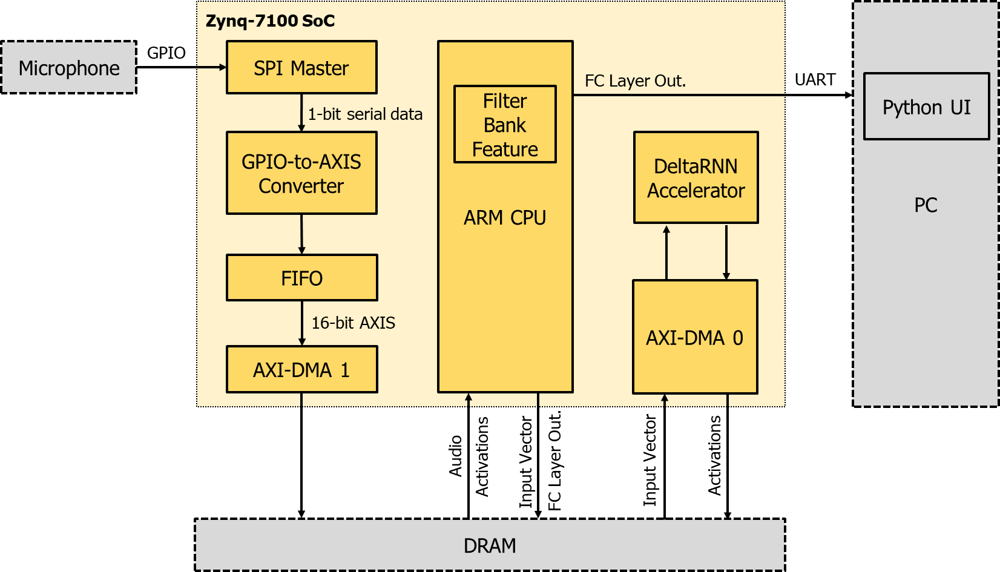 Zynq-7100 SoC
Microphone
GPIO
SPI Master
1-bit serial data
GPIO-to-AXIS
Converter
FIFO
16-bit AXIS
AXI-DMA 1
Filter
Bank
Feature
ARM CPU
FC Layer Out.
UART
Python UI
PC
DeltaRNN
Accelerator
AXI-DMA 0
Audio
Activations
Input Vector
FC Layer Out.
Input Vector
Activations
DRAM